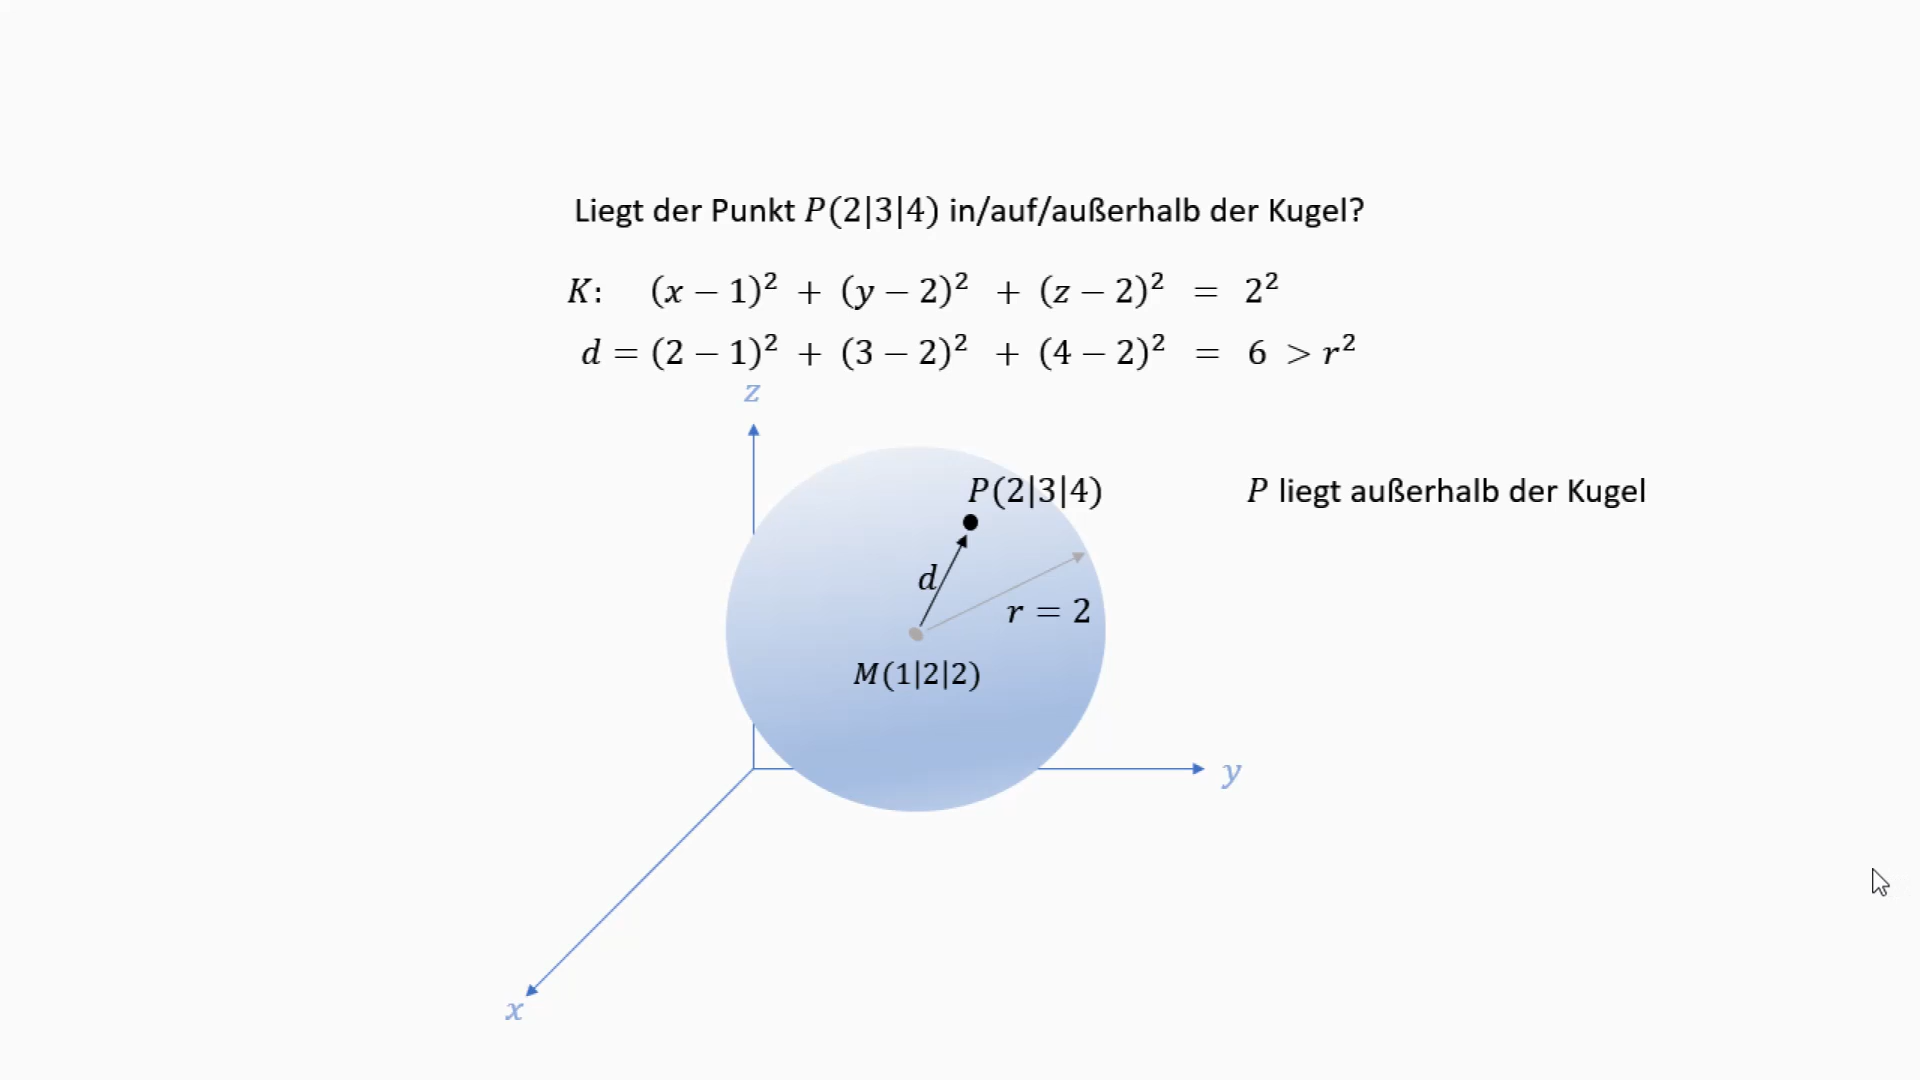 Liegt der Punkt P(2|3|4) in/auf/außerhalb der Kugel?
K: (x − 1)² + (y − 2)² + (z − 2)² = 2²
d = (2 − 1)² + (3 − 2)² + (4 − 2)² = 6 > r²
z
P(2|3|4)
P liegt außerhalb der Kugel
d
r = 2
M(1|2|2)
y
x